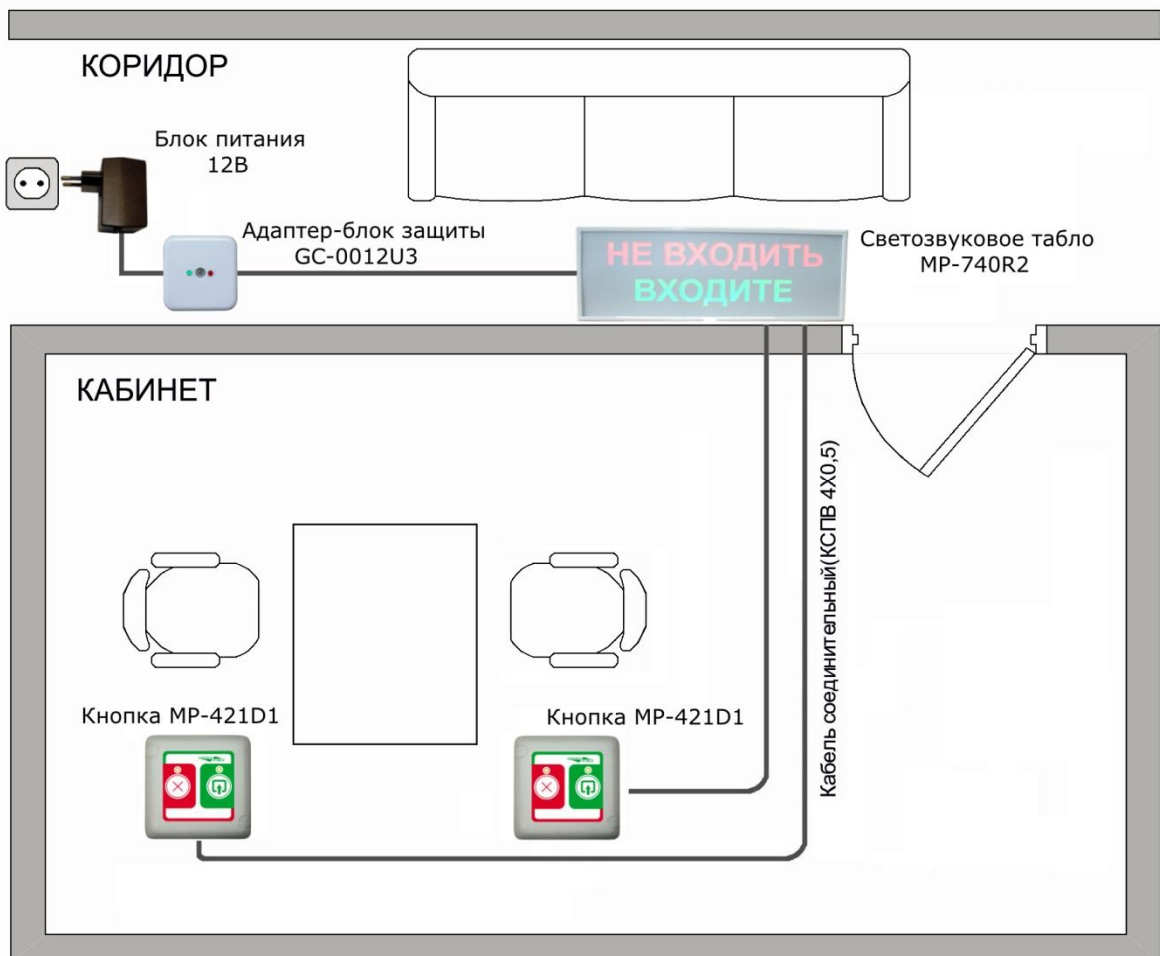 КОРИДОР
Блок питания
12В
Адаптер-блок защиты
GC-0012U3
НЕ ВХОДИТЬ
ВХОДИТЕ
Светозвуковое табло
MP-740R2
КАБИНЕТ
Кабель соединительный(КСПВ 4Х0,5)
Кнопка MP-421D1
Кнопка MP-421D1